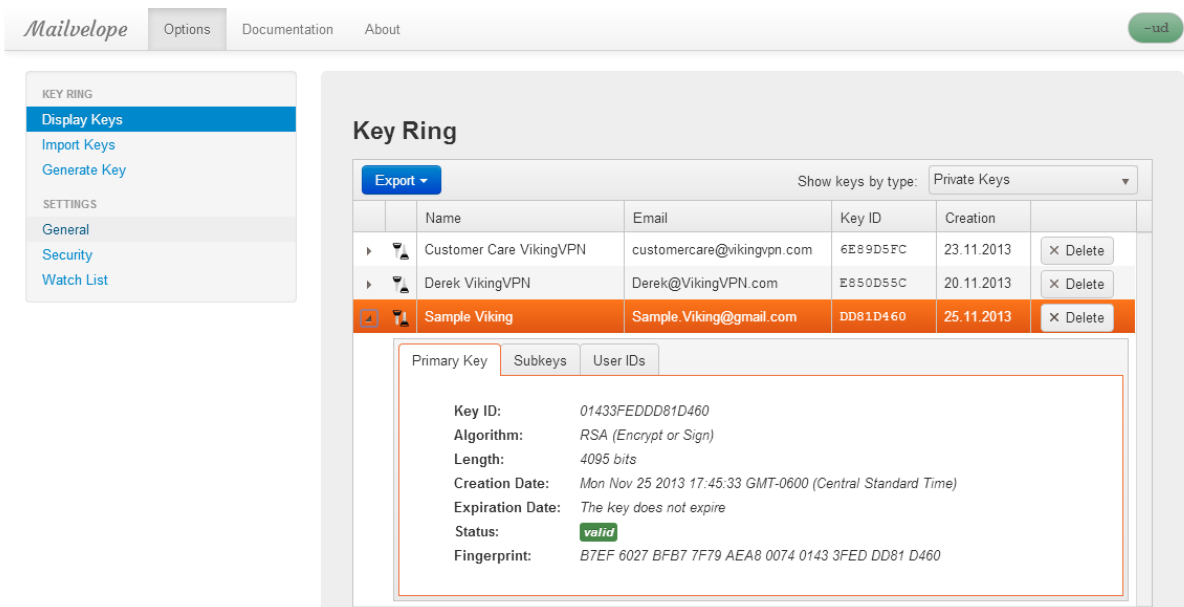 Mailvelope Options Documentation About -ud
KEY RING
Display Keys
Import Keys
Generate Key
SETTINGS
General
Security
Watch List
Key Ring
Export Show keys by type: Private Keys
Name Email Key ID Creation
Customer Care VikingVPN customercare@vikingvpn.com 6E89D5FC 23.11.2013 × Delete
Derek VikingVPN Derek@VikingVPN.com E850D55C 20.11.2013 × Delete
Sample Viking Sample.Viking@gmail.com DD81D460 25.11.2013 × Delete
Primary Key Subkeys User IDs
Key ID: 01433FEDDD81D460
Algorithm: RSA (Encrypt or Sign)
Length: 4095 bits
Creation Date: Mon Nov 25 2013 17:45:33 GMT-0600 (Central Standard Time)
Expiration Date: The key does not expire
Status: valid
Fingerprint: B7EF 6027 BFB7 7F79 AEA8 0074 0143 3FED DD81 D460